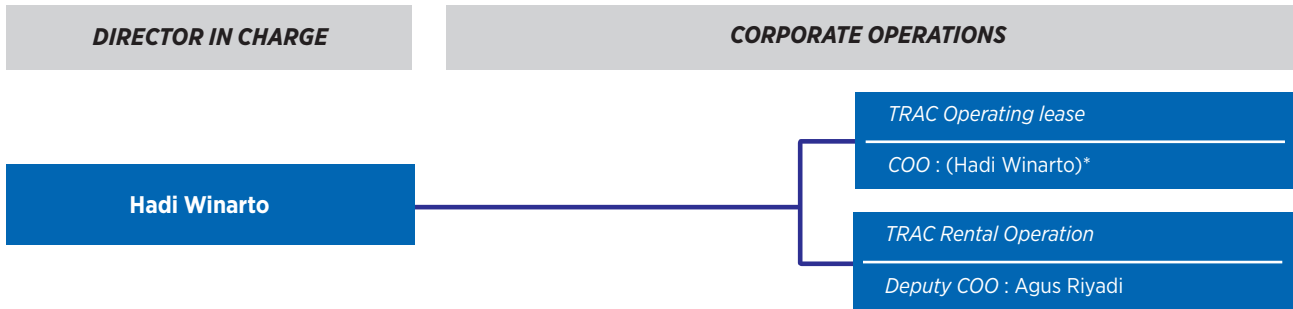 DIRECTOR IN CHARGE
CORPORATE OPERATIONS
Hadi Winarto
TRAC Operating lease
COO : (Hadi Winarto)*
TRAC Rental Operation
Deputy COO : Agus Riyadi